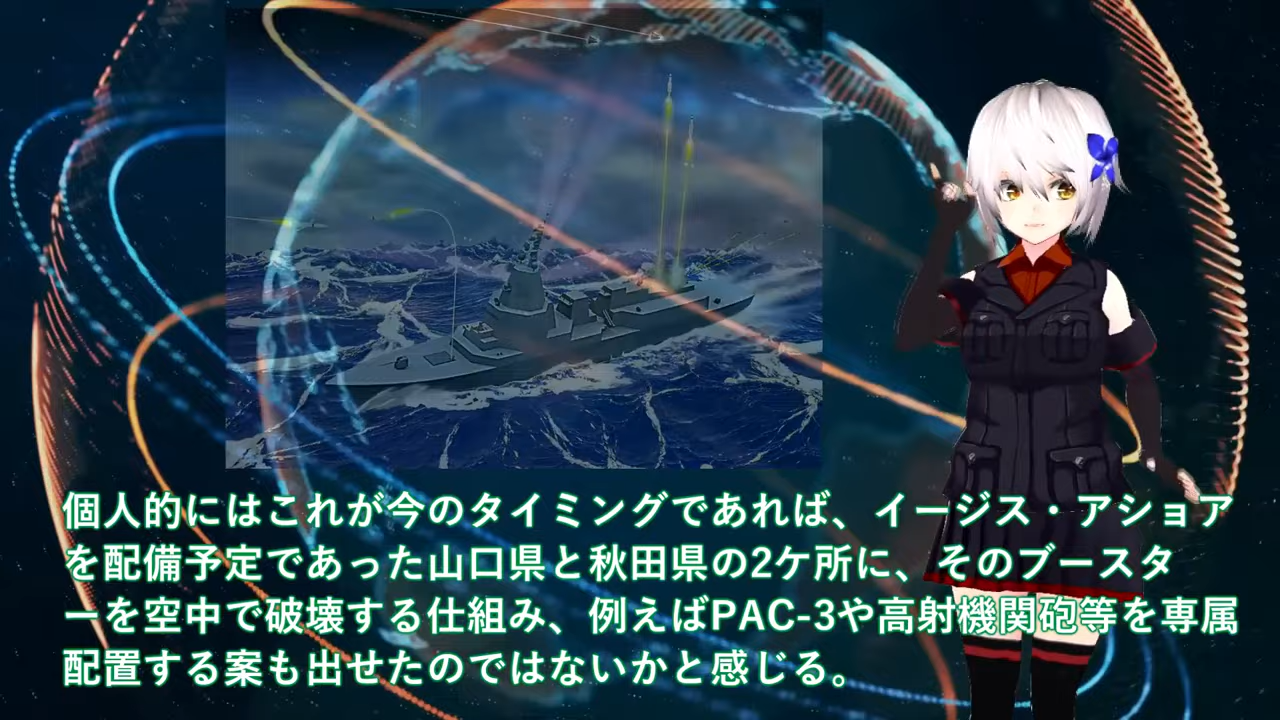 個人的にはこれが今のタイミングであれば、イージス・アショア
を配備予定であった山口県と秋田県の2ケ所に、そのブースタ
ーを空中で破壊する仕組み、例えばPAC-3や高射機関砲等を専属
配置する案も出せたのではないかと感じる。